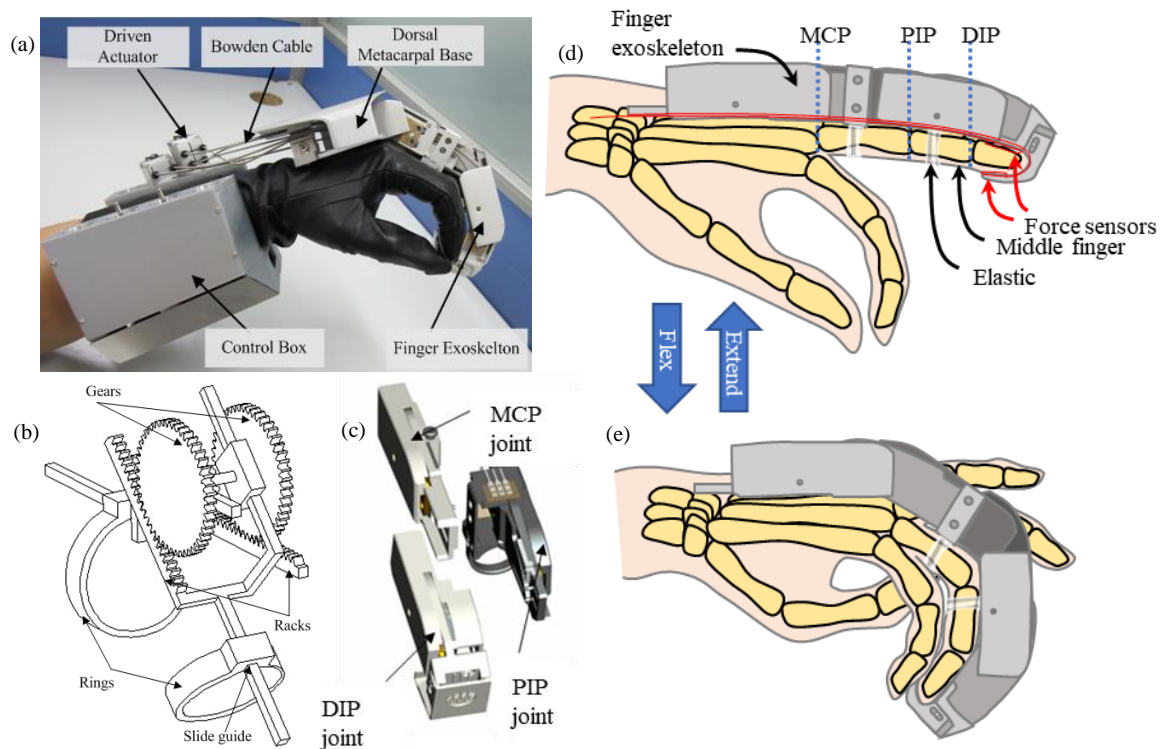 (a)
Driven
Actuator
Bowden Cable
Dorsal
Metacarpal Base
Control Box
Finger Exoskelton
(b)
Gears
Racks
Rings
Slide guide
(c)
MCP
joint
DIP
joint
PIP
joint
(d)
Finger
exoskeleton
MCP
PIP
DIP
Force sensors
Middle finger
Elastic
Flex
Extend
(e)